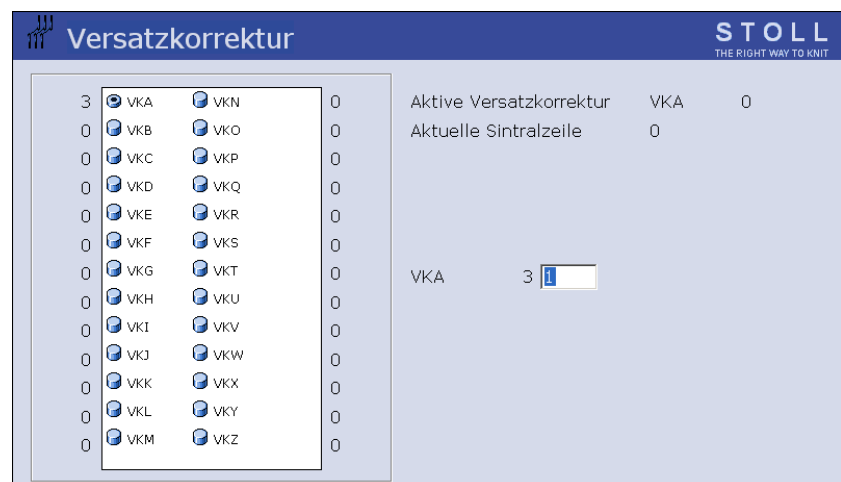 Versatzkorrektur
STOLL
THE RIGHT WAY TO KNIT
3 VKA VKN 0
0 VKB VKO 0
0 VKC VKP 0
0 VKD VKQ 0
0 VKE VKR 0
0 VKF VKS 0
0 VKG VKT 0
0 VKH VKU 0
0 VKI VKV 0
0 VKJ VKW 0
0 VKK VKX 0
0 VKL VKY 0
0 VKM VKZ 0
Aktive Versatzkorrektur VKA 0
Aktuelle Sintralzeile 0
VKA 3 1